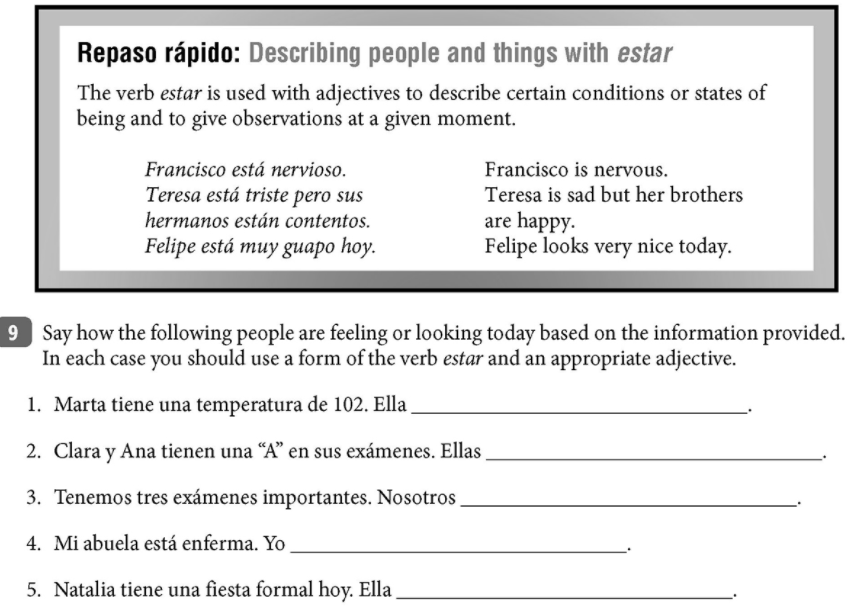 Repaso rápido: Describing people and things with estar
The verb estar is used with adjectives to describe certain conditions or states of
being and to give observations at a given moment.
Francisco está nervioso. Francisco is nervous.
Teresa está triste pero sus Teresa is sad but her brothers
hermanos están contentos. are happy.
Felipe está muy guapo hoy. Felipe looks very nice today.
9 Say how the following people are feeling or looking today based on the information provided.
In each case you should use a form of the verb estar and an appropriate adjective.
1. Marta tiene una temperatura de 102. Ella ______________________________.
2. Clara y Ana tienen una “A” en sus exámenes. Ellas ______________________________.
3. Tenemos tres exámenes importantes. Nosotros ______________________________.
4. Mi abuela está enferma. Yo ______________________________.
5. Natalia tiene una fiesta formal hoy. Ella ______________________________.